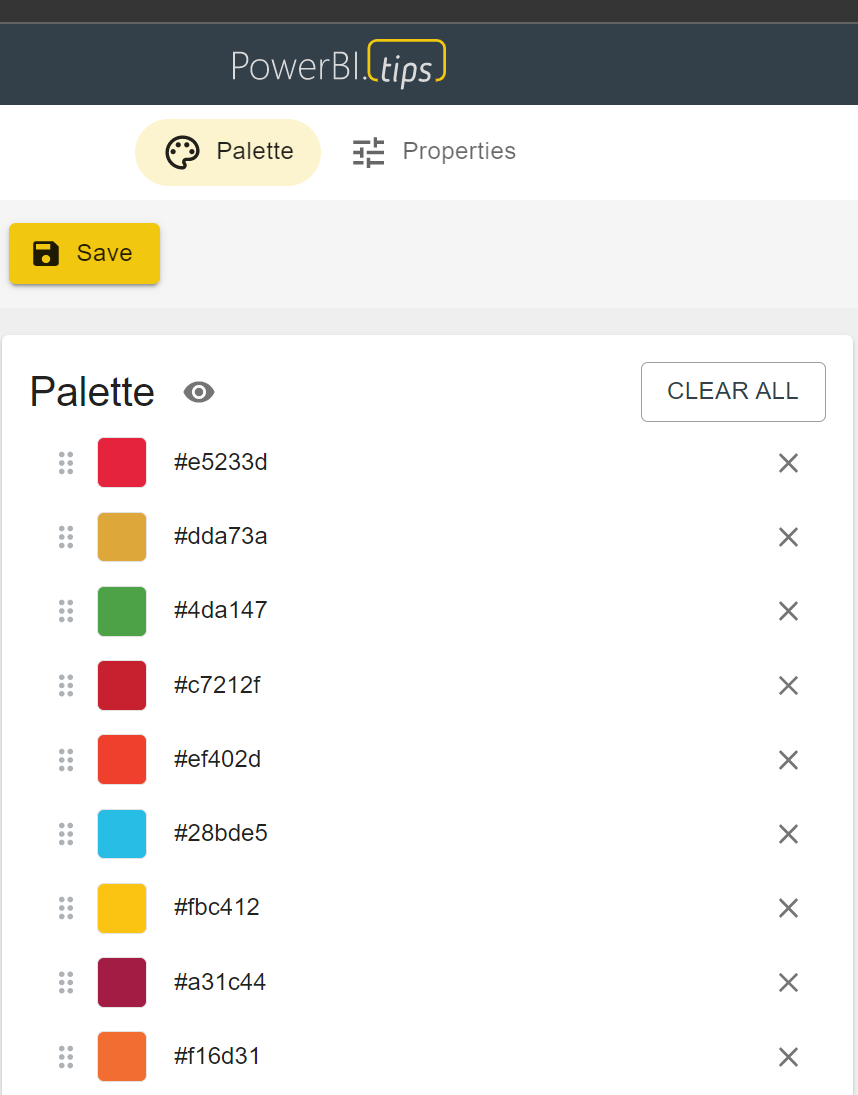 PowerBI.tips
Palette Properties
Save
Palette CLEAR ALL
#e5233d
#dda73a
#4da147
#c7212f
#ef402d
#28bde5
#fbc412
#a31c44
#f16d31